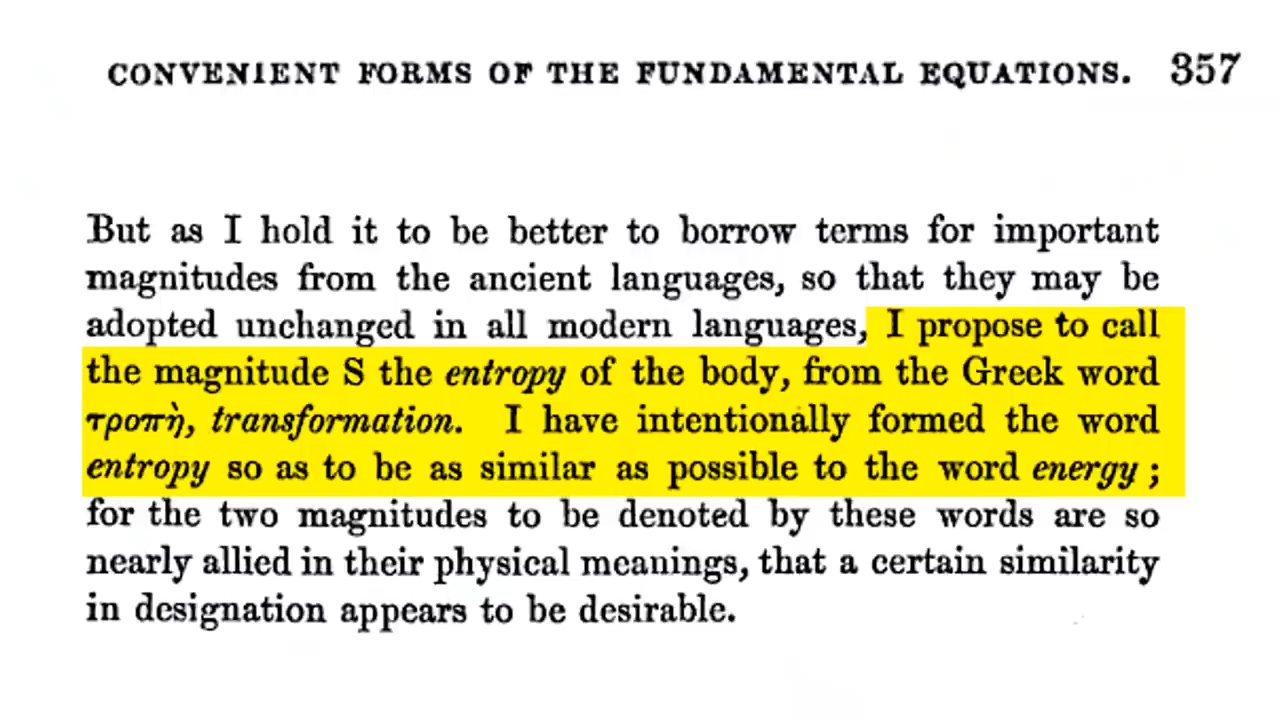 CONVENIENT FORMS OF THE FUNDAMENTAL EQUATIONS. 357
But as I hold it to be better to borrow terms for important
magnitudes from the ancient languages, so that they may be
adopted unchanged in all modern languages, I propose to call
the magnitude S the entropy of the body, from the Greek word
τροπὴ, transformation. I have intentionally formed the word
entropy so as to be as similar as possible to the word energy ;
for the two magnitudes to be denoted by these words are so
nearly allied in their physical meanings, that a certain similarity
in designation appears to be desirable.